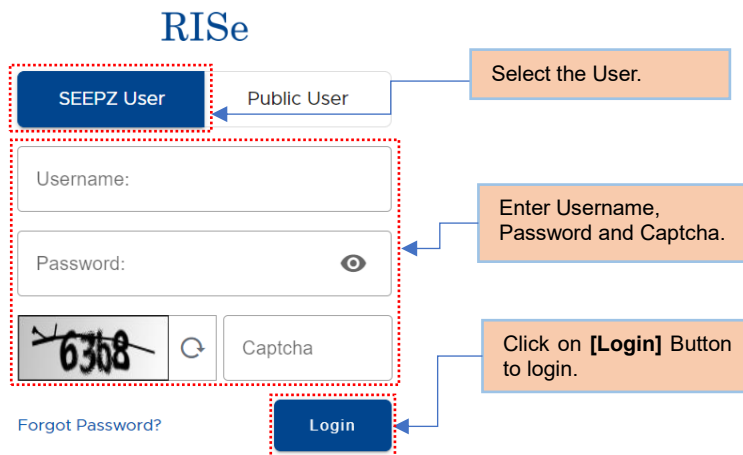 RISe
SEEPZ User
Public User
Select the User.
Username:
Enter Username,
Password and Captcha.
Password:
63b8
Captcha
Click on [Login] Button
to login.
Forgot Password?
Login